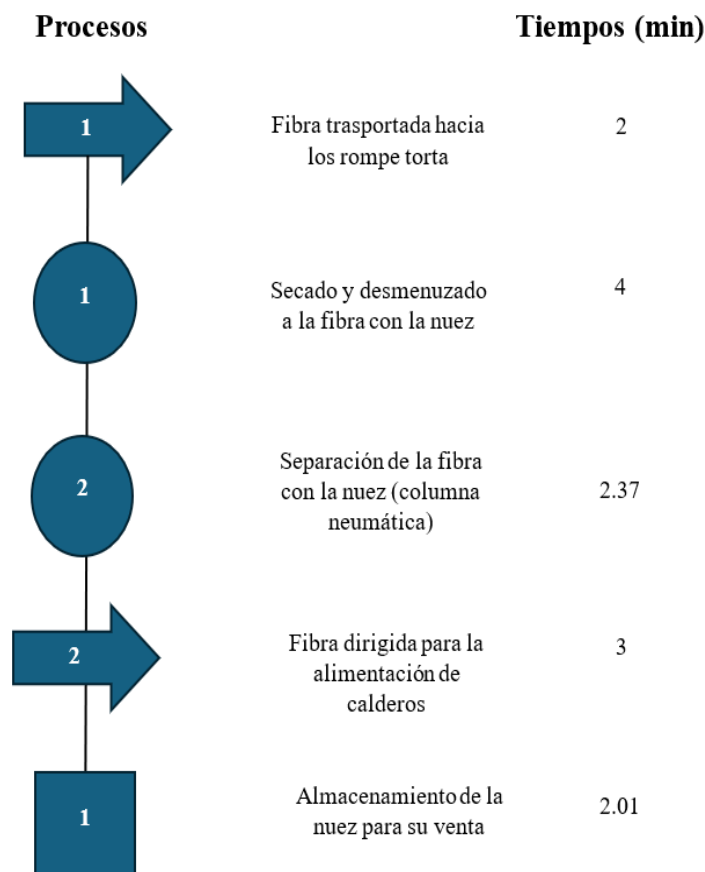 Procesos
Tiempos (min)
1
Fibra trasportada hacia
los rompe torta
2
1
Secado y desmenuzado
a la fibra con la nuez
4
2
Separación de la fibra
con la nuez (columna
neumática)
2.37
2
Fibra dirigida para la
alimentación de
calderos
3
1
Almacenamiento de la
nuez para su venta
2.01